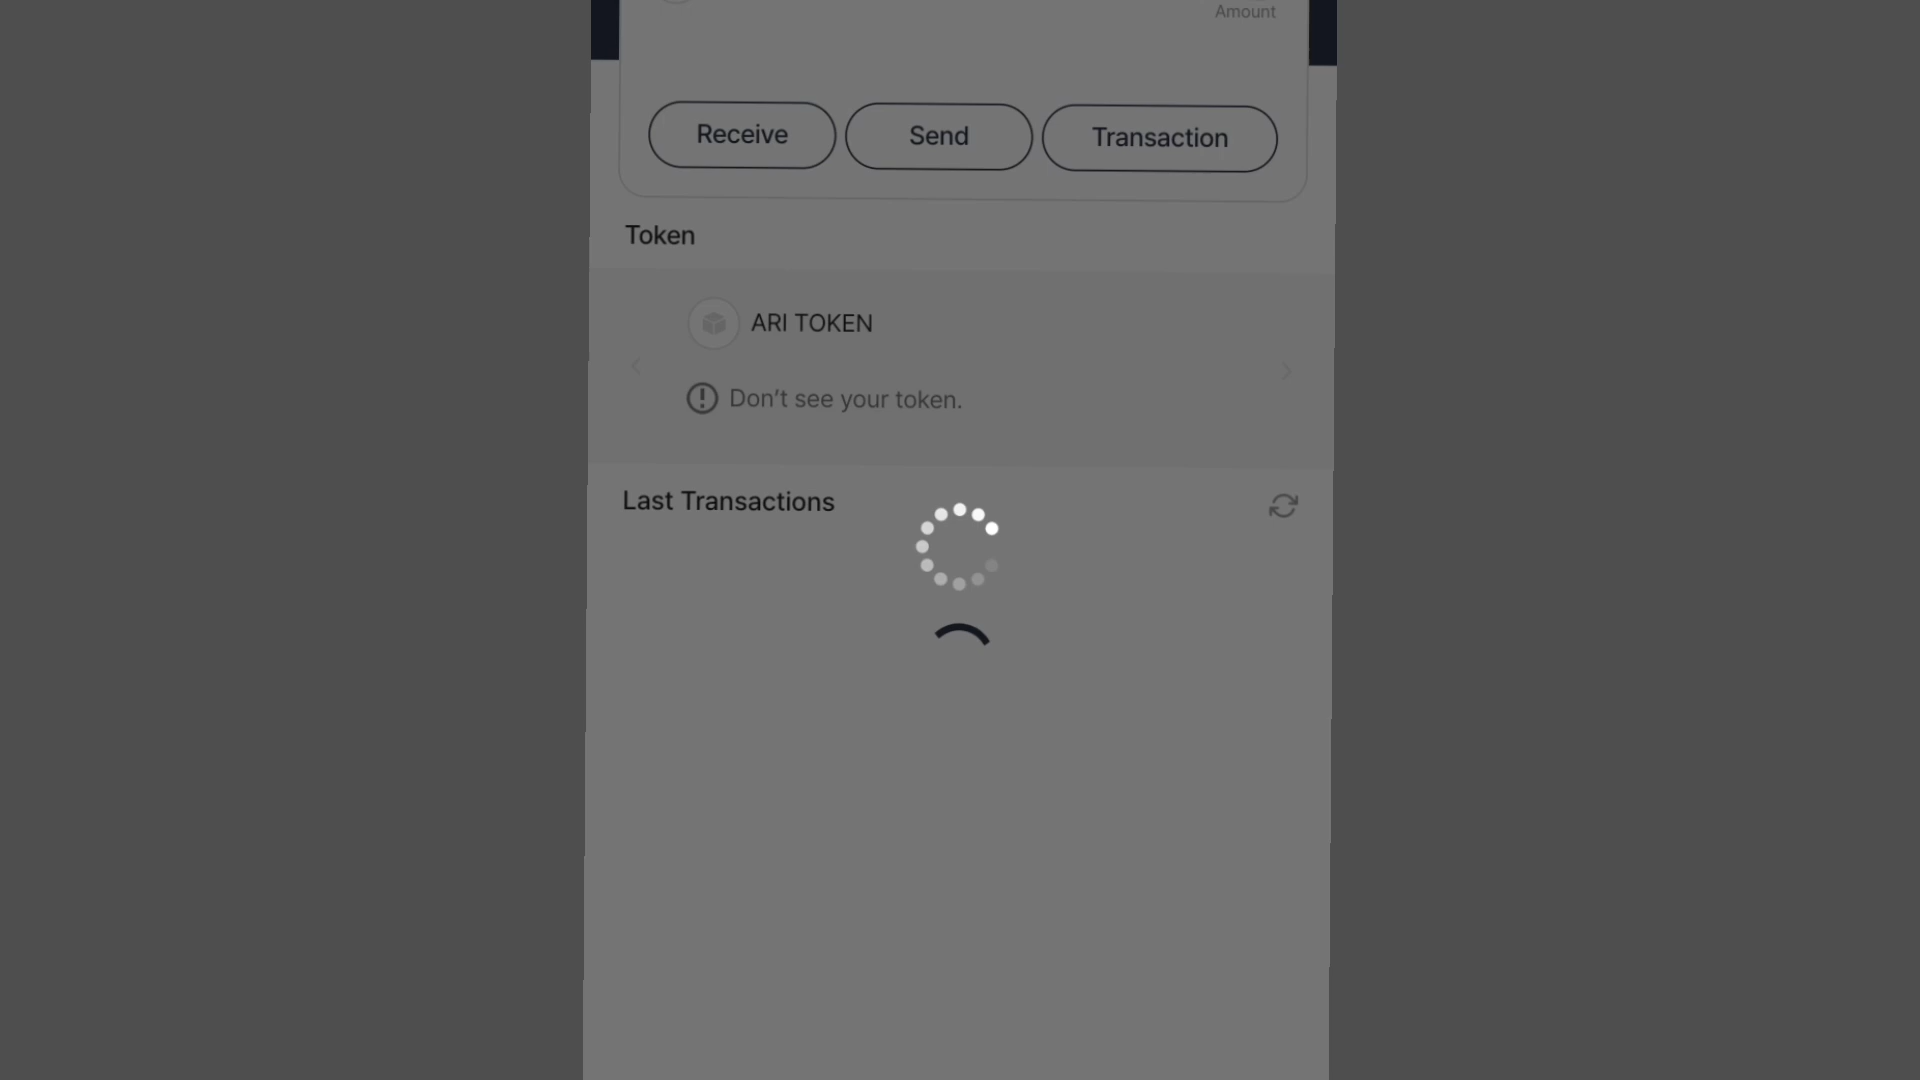 Amount
Receive
Send
Transaction
Token
ARI TOKEN
Don’t see your token.
Last Transactions